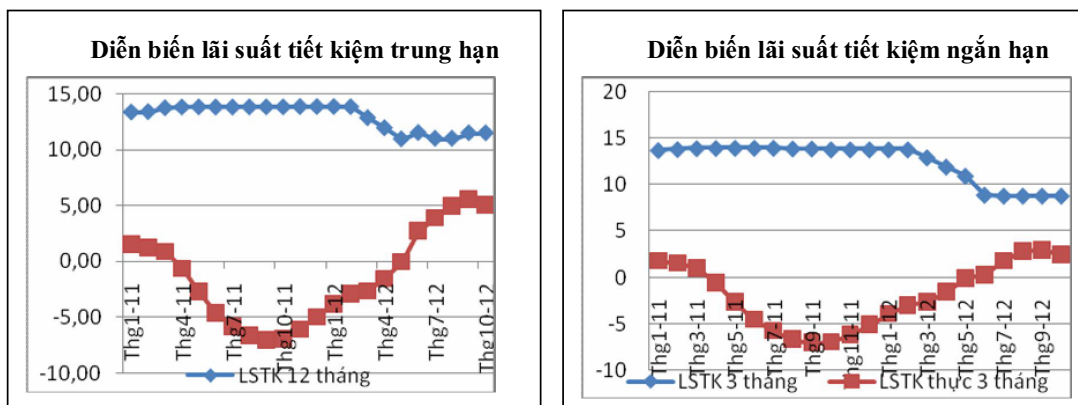 Diễn biến lãi suất tiết kiệm trung hạn
15,00
10,00
5,00
0,00
-5,00
-10,00
Thg1-11
Thg4-11
Thg7-11
Thg10-11
Thg1-12
Thg4-12
Thg7-12
Thg10-12
LSTK 12 tháng
Diễn biến lãi suất tiết kiệm ngắn hạn
20
15
10
5
0
-5
-10
Thg1-11
Thg3-11
Thg5-11
Thg7-11
Thg9-11
Thg11-11
Thg1-12
Thg3-12
Thg5-12
Thg7-12
Thg9-12
LSTK 3 tháng
LSTK thực 3 tháng